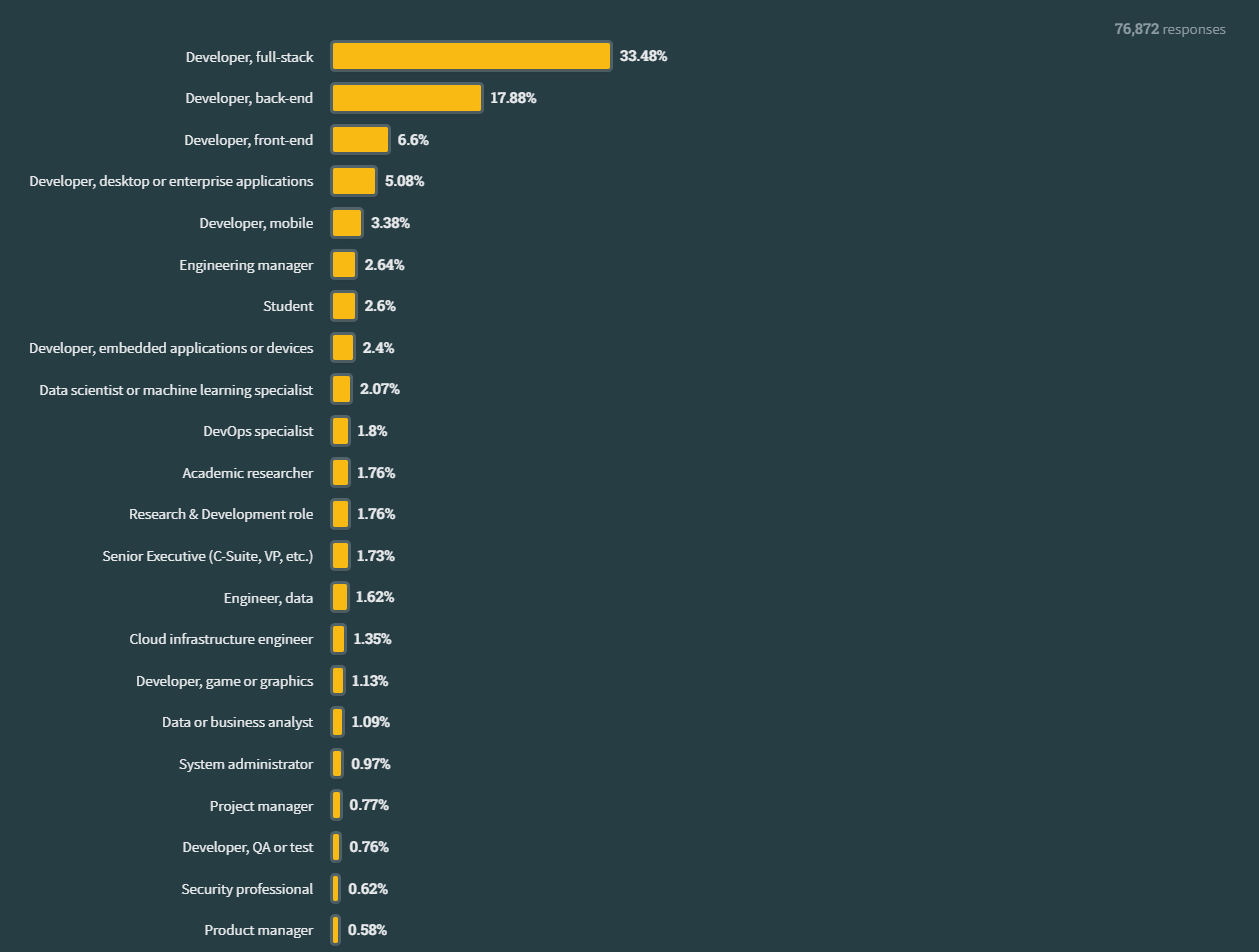 76,872 responses
Developer, full-stack 33.48%
Developer, back-end 17.88%
Developer, front-end 6.6%
Developer, desktop or enterprise applications 5.08%
Developer, mobile 3.38%
Engineering manager 2.64%
Student 2.6%
Developer, embedded applications or devices 2.4%
Data scientist or machine learning specialist 2.07%
DevOps specialist 1.8%
Academic researcher 1.76%
Research & Development role 1.76%
Senior Executive (C-Suite, VP, etc.) 1.73%
Engineer, data 1.62%
Cloud infrastructure engineer 1.35%
Developer, game or graphics 1.13%
Data or business analyst 1.09%
System administrator 0.97%
Project manager 0.77%
Developer, QA or test 0.76%
Security professional 0.62%
Product manager 0.58%